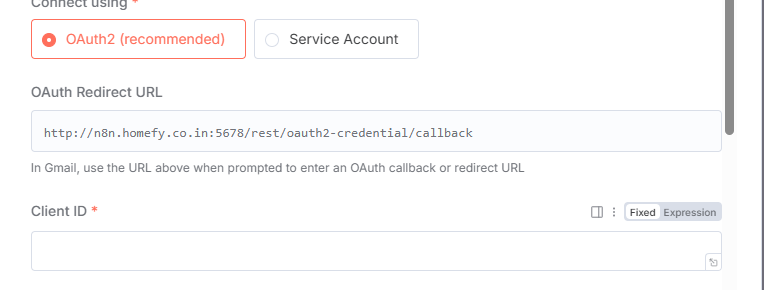 Connect using *
OAuth2 (recommended) Service Account
OAuth Redirect URL
http://n8n.homefy.co.in:5678/rest/oauth2-credential/callback
In Gmail, use the URL above when prompted to enter an OAuth callback or redirect URL
Client ID * Fixed Expression